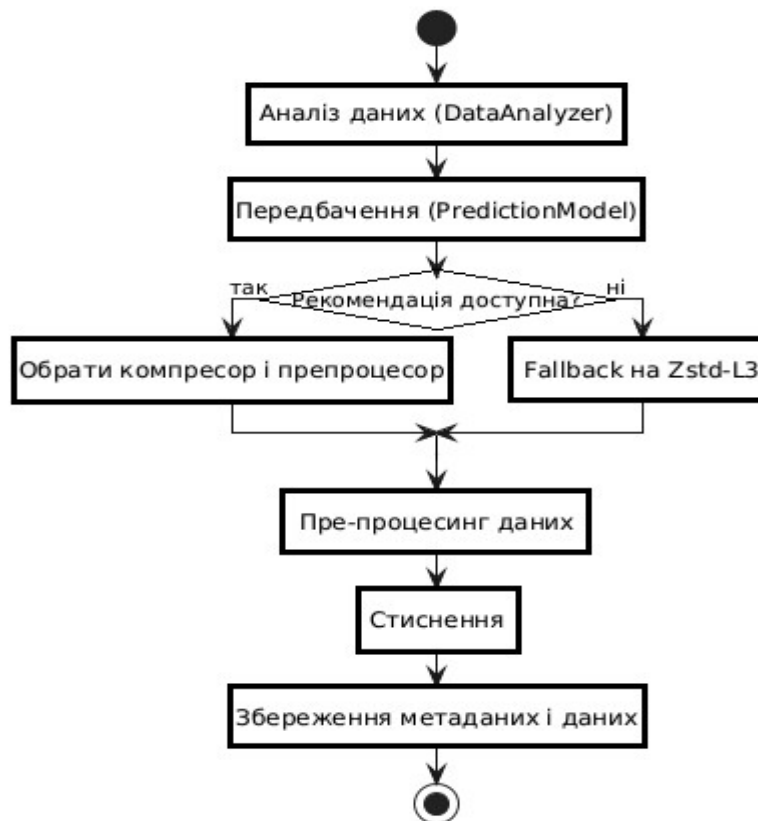 Аналіз даних (DataAnalyzer)
Передбачення (PredictionModel)
так
Рекомендація доступна?
ні
Обрати компресор і препроцесор
Fallback на Zstd-L3
Пре-процесинг даних
Стиснення
Збереження метаданих і даних